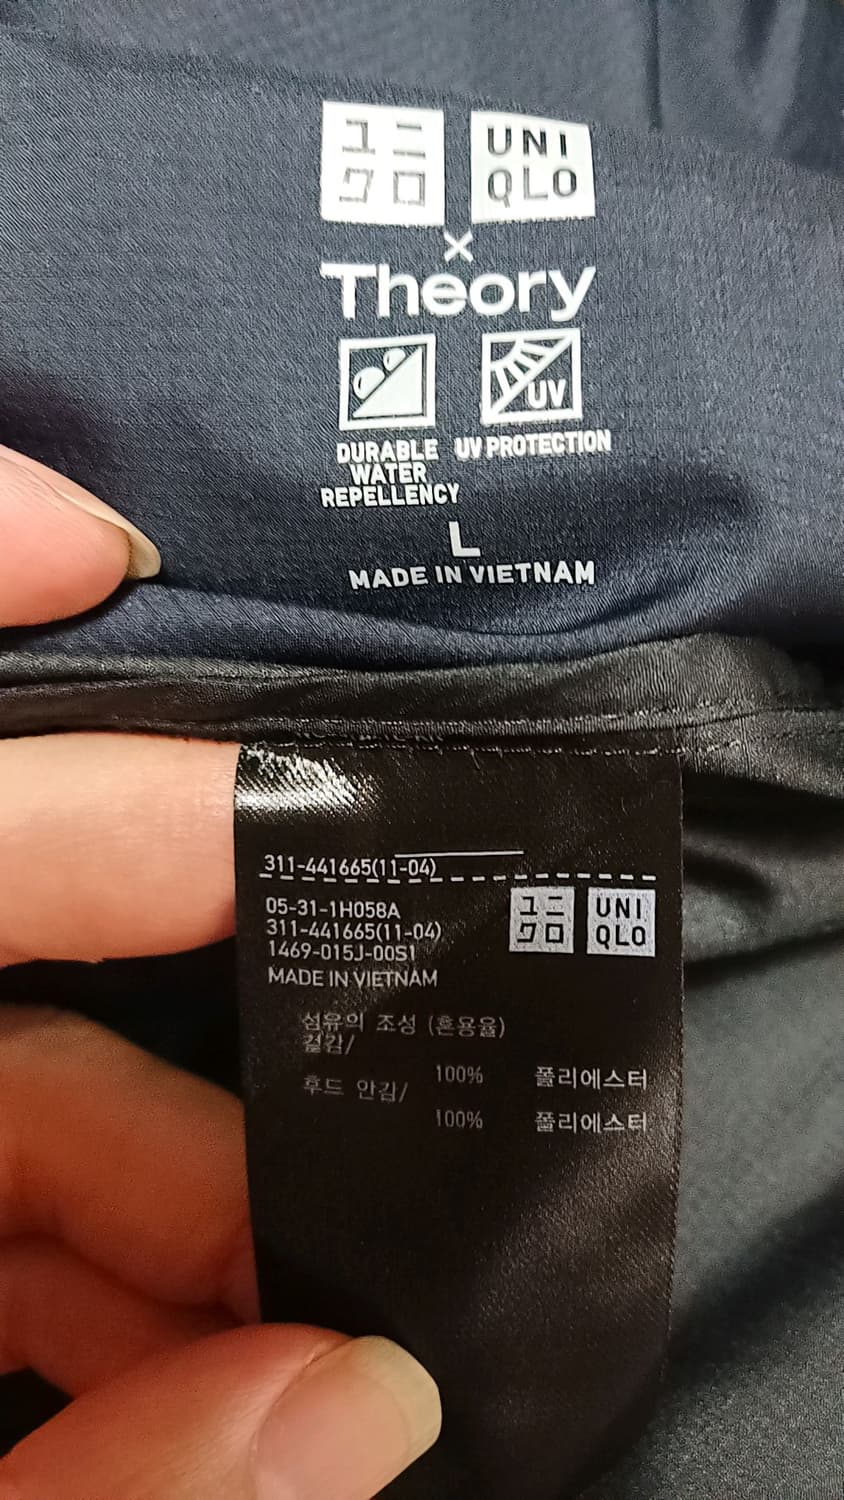 ユニ
クロ
UNI
QLO
×
Theory
UV
DURABLE
WATER
REPELLENCY
UV PROTECTION
L
MADE IN VIETNAM
311-441665(11-04)
05-31-1H058A
311-441665(11-04)
1469-015J-00S1
MADE IN VIETNAM
ユニ
クロ
UNI
QLO
섬유의 조성 (혼용율)
겉감/
100% 폴리에스터
후드 안감/
100% 폴리에스터